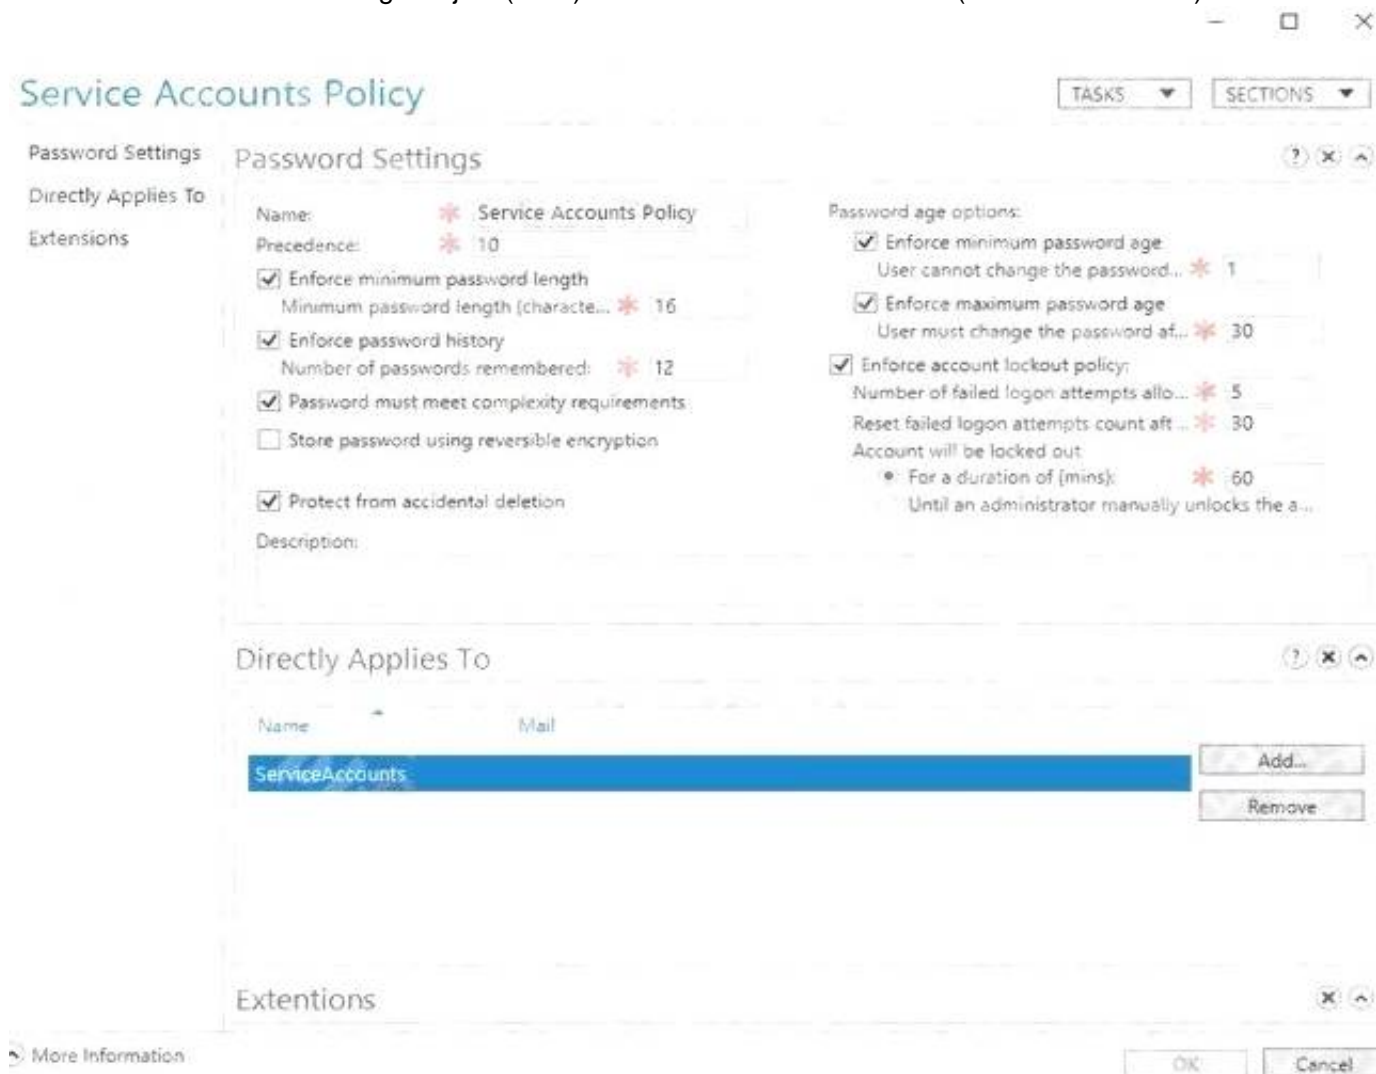 Service Accounts Policy
TASKS
SECTIONS
Password Settings
Directly Applies To
Extensions
Password Settings
Name: * Service Accounts Policy
Precedence: * 10
Enforce minimum password length
Minimum password length (characte... * 16
Enforce password history
Number of passwords remembered: * 12
Password must meet complexity requirements
Store password using reversible encryption
Protect from accidental deletion
Description:
Password age options:
Enforce minimum password age
User cannot change the password... * 1
Enforce maximum password age
User must change the password af... * 30
Enforce account lockout policy:
Number of failed logon attempts allo... * 5
Reset failed logon attempts count aft... * 30
Account will be locked out
For a duration of (mins): * 60
Until an administrator manually unlocks the a...
Directly Applies To
Name Mail
ServiceAccounts
Add...
Remove
Extentions
More Information
OK Cancel